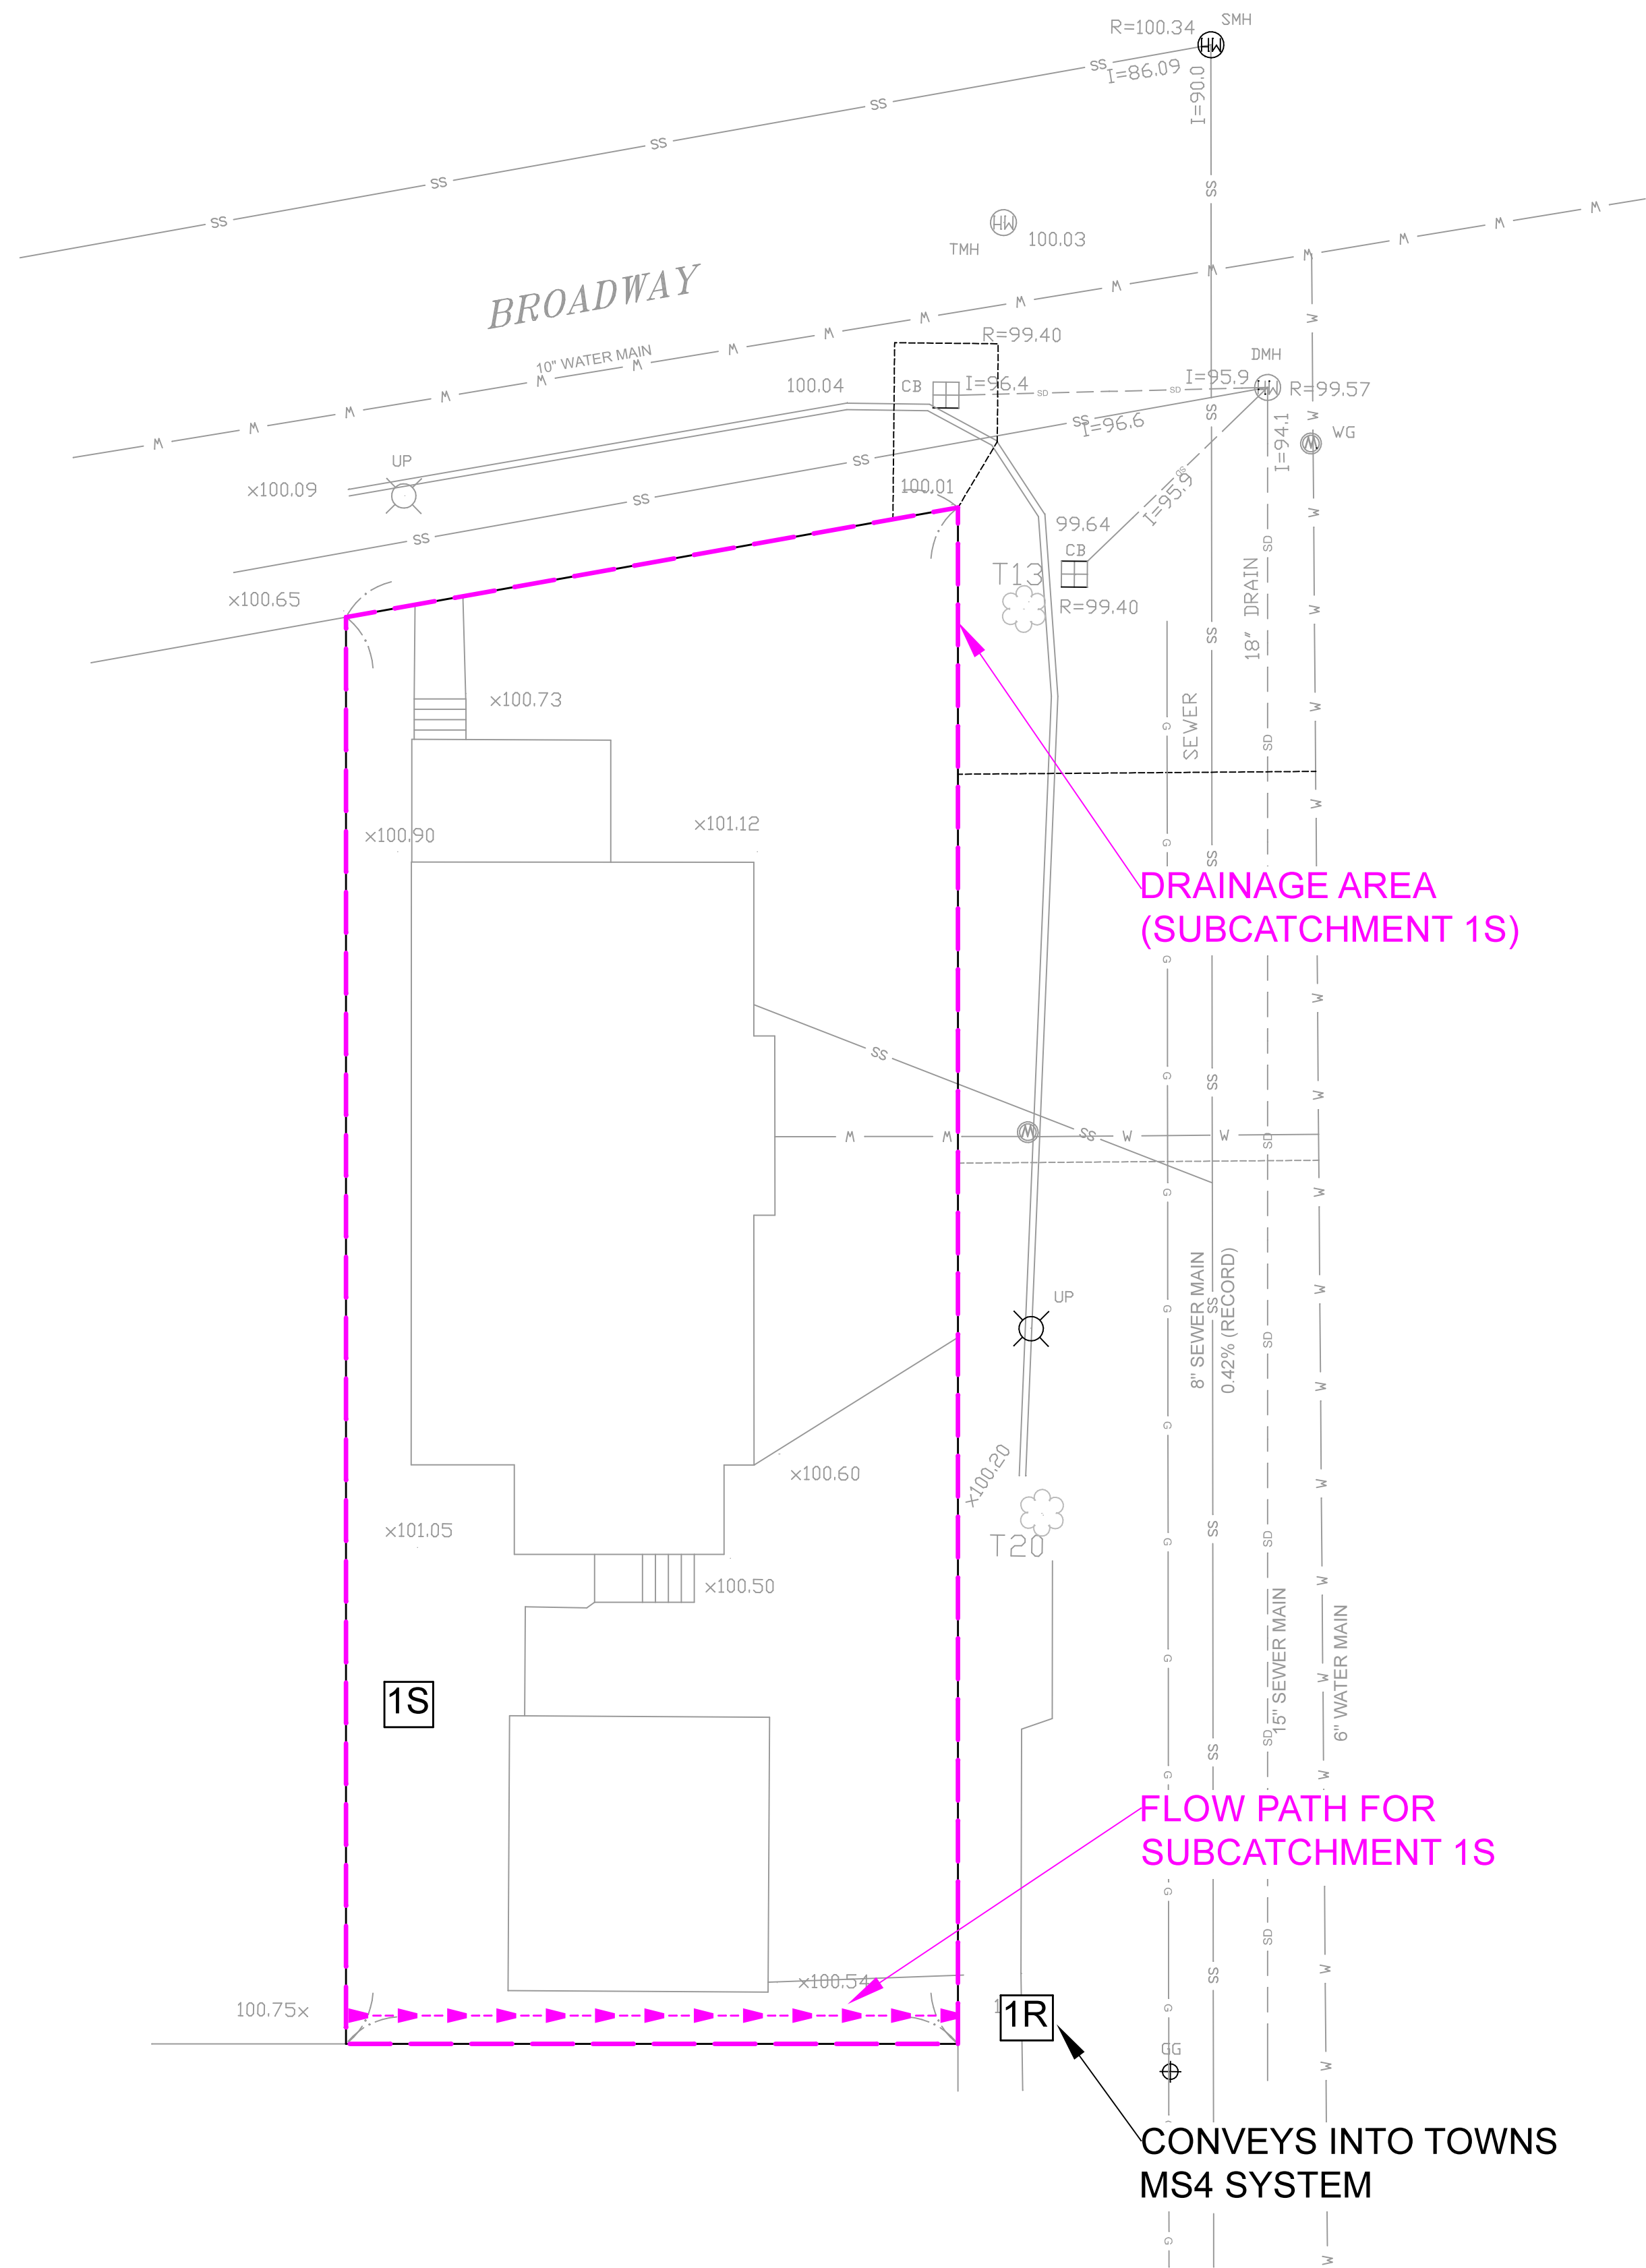 R=100.34
SMH
I=86.09
I=90.0
SS
SS
SS
SS
SS
SS
TMH
100.03
BROADWAY
10" WATER MAIN
R=99.40
DMH
100.04
CB
I=96.4
SD
I=95.9
R=99.57
I=96.6
I=94.1
WG
UP
x100.09
100.01
I=95.9
SD
99.64
CB
T13
R=99.40
18" DRAIN
x100.65
x100.73
SEWER
x100.90
x101.12
DRAINAGE AREA
(SUBCATCHMENT 1S)
SS
SS
W
W
W
W
8" SEWER MAIN
0.42% (RECORD)
UP
x100.60
x100.20
x101.05
T20
x100.50
15" SEWER MAIN
6" WATER MAIN
1S
FLOW PATH FOR
SUBCATCHMENT 1S
x100.54
100.75x
1R
GG
CONVEYS INTO TOWNS
MS4 SYSTEM